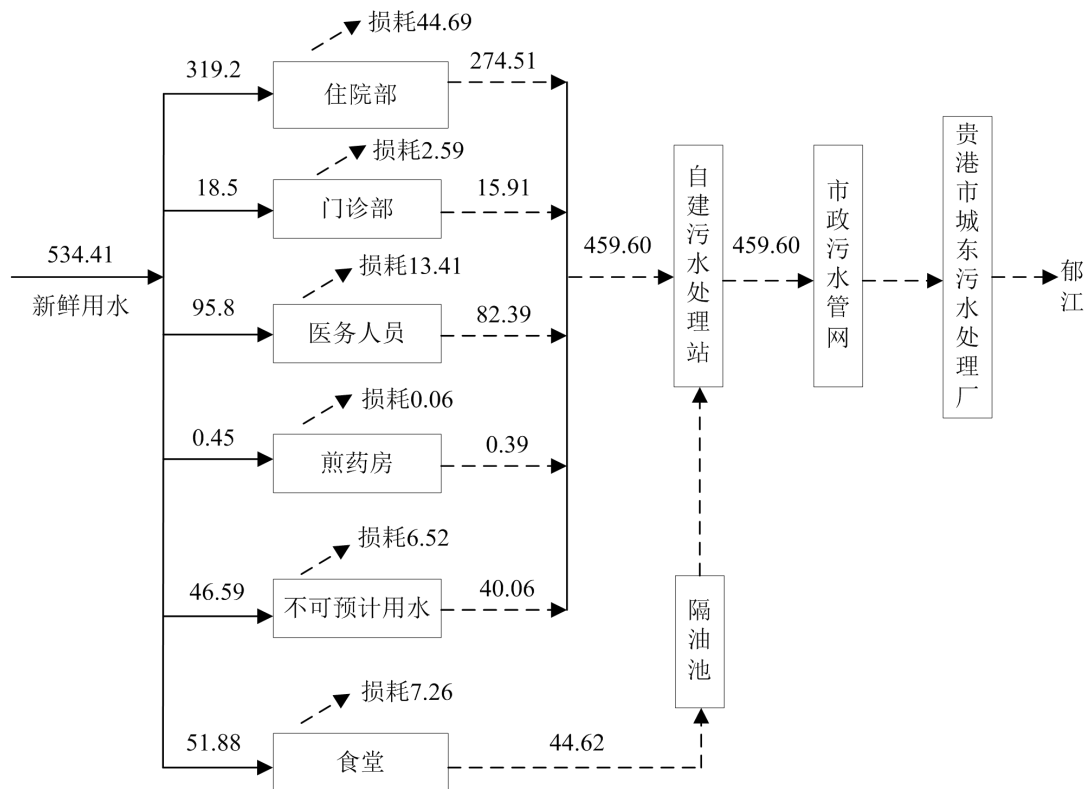 损耗44.69
319.2
住院部
274.51
损耗2.59
18.5
门诊部
15.91
534.41
新鲜用水
损耗13.41
95.8
医务人员
82.39
损耗0.06
0.45
煎药房
0.39
损耗6.52
46.59
不可预计用水
40.06
损耗7.26
51.88
食堂
44.62
隔油池
459.60
自建污水处理站
459.60
市政污水管网
贵港市城东污水处理厂
郁江